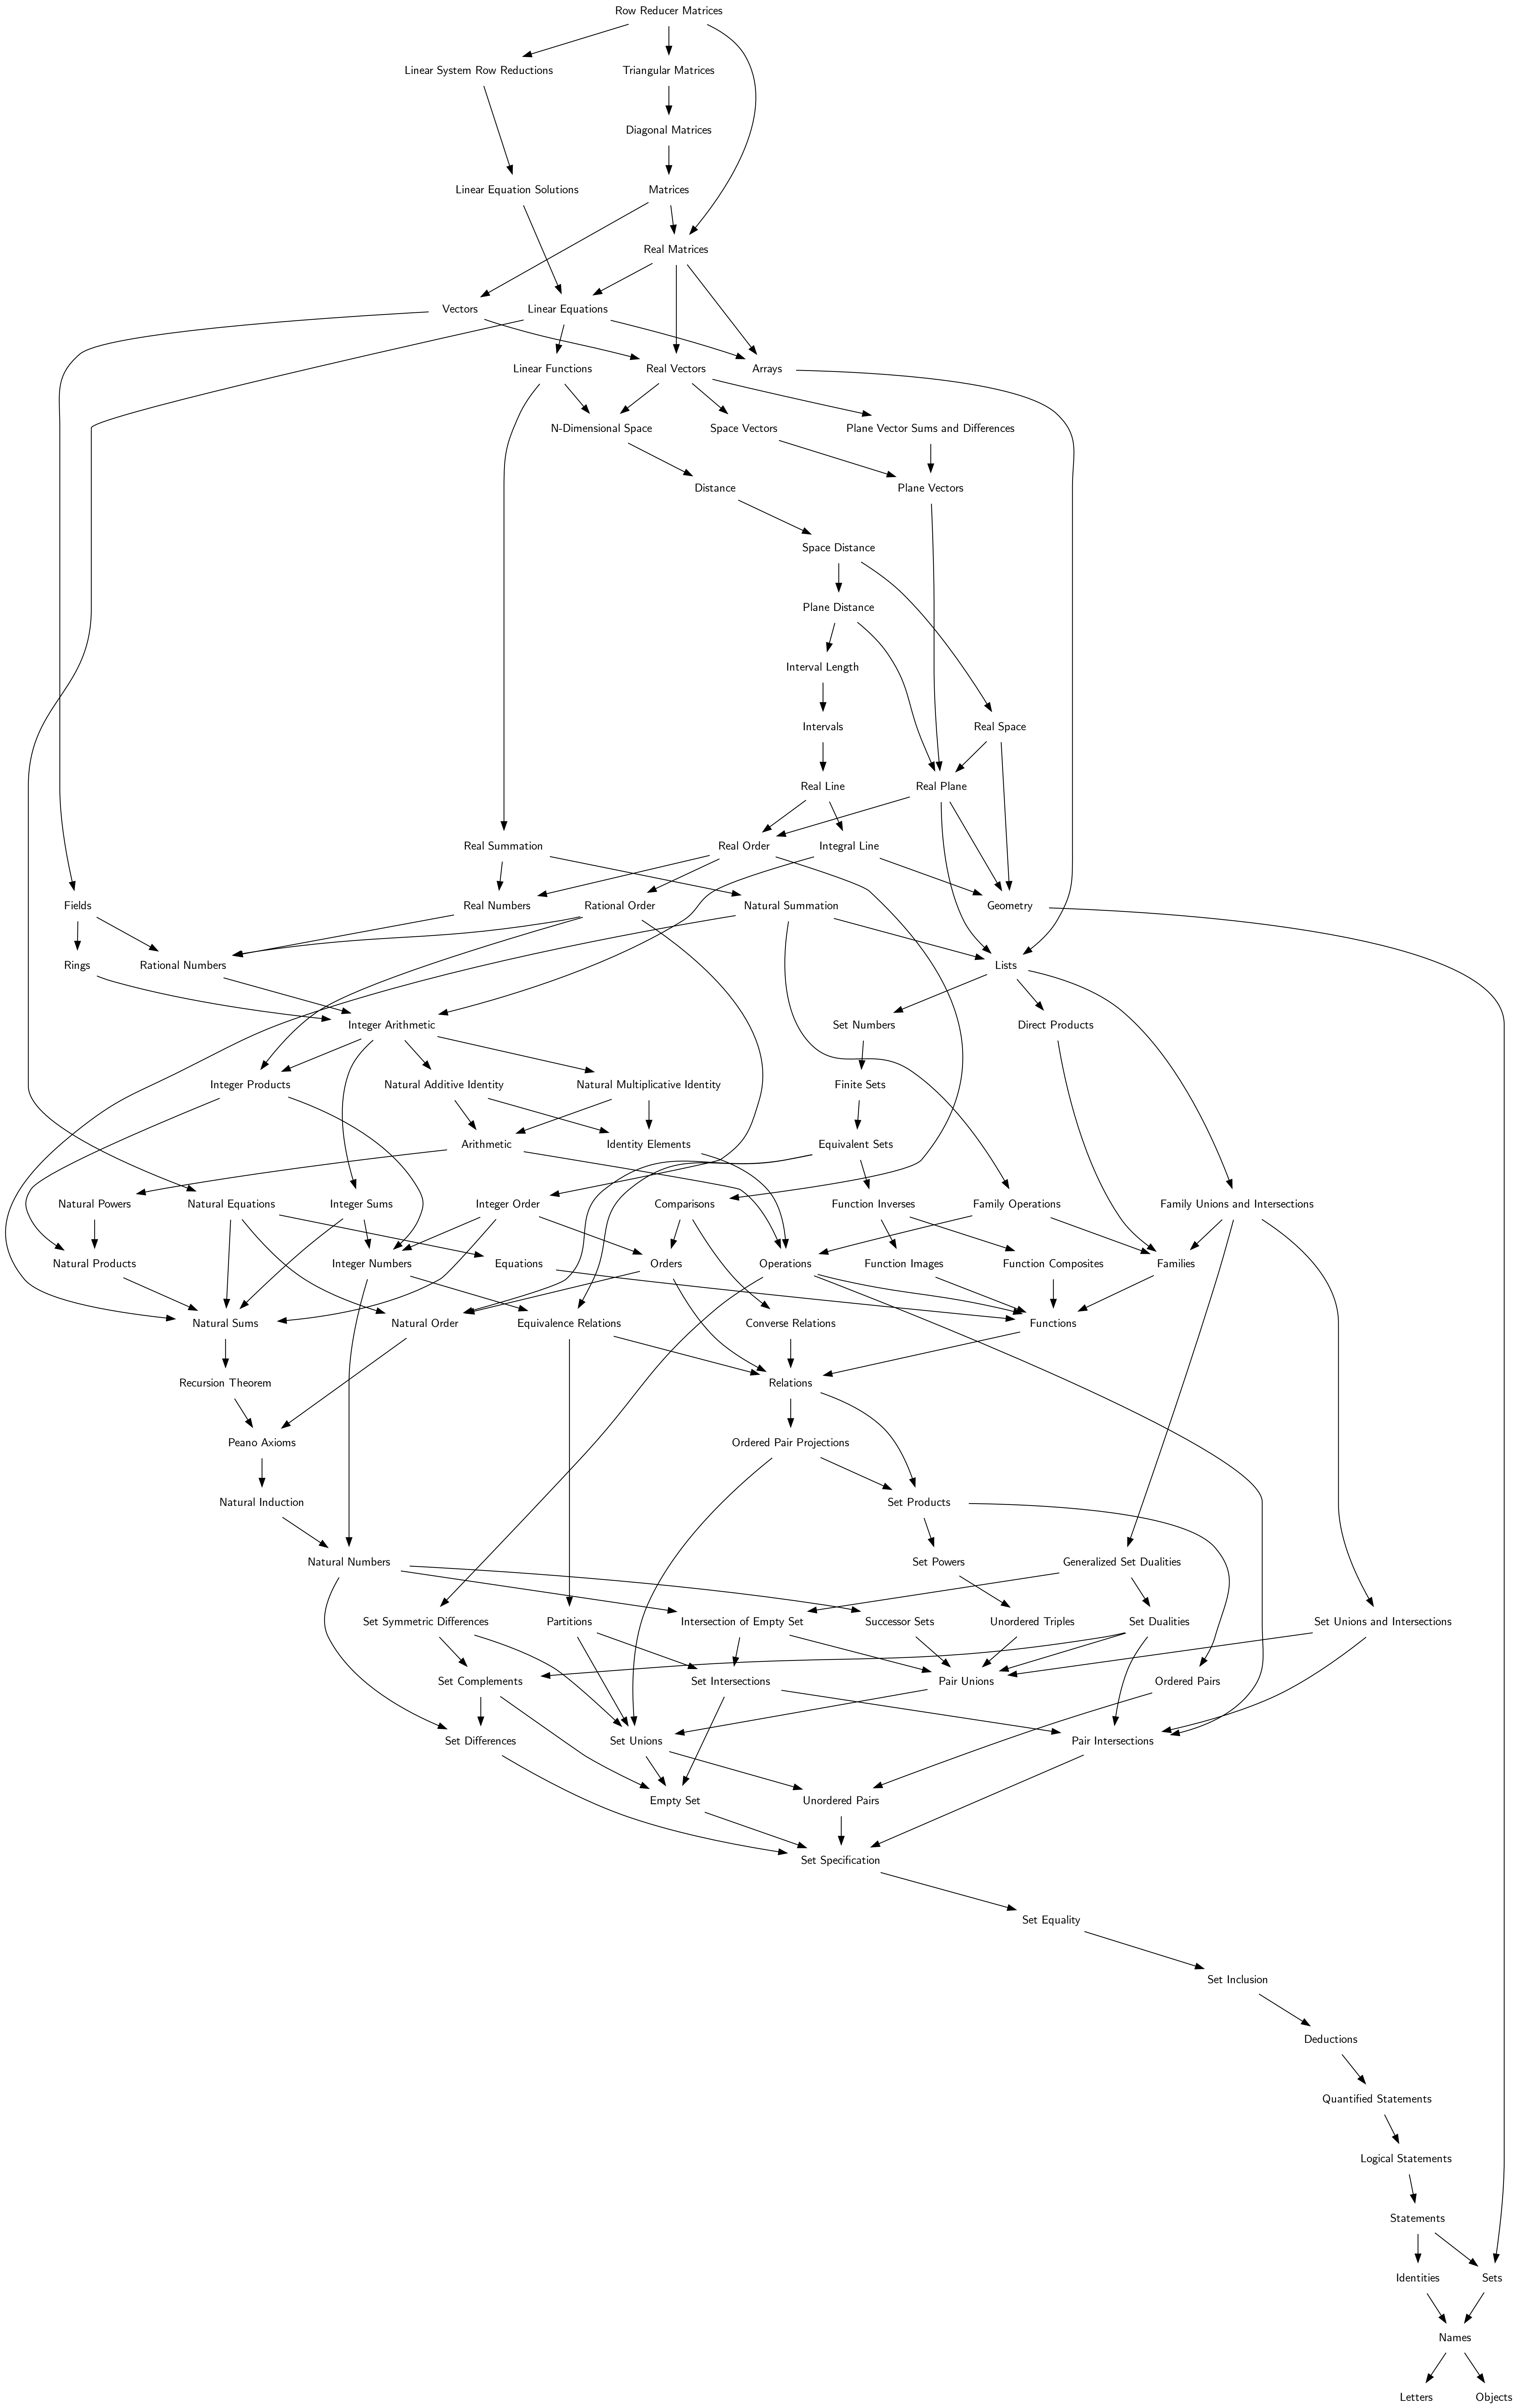 Row Reducer Matrices
Linear System Row Reductions
Triangular Matrices
Diagonal Matrices
Linear Equation Solutions
Matrices
Real Matrices
Vectors
Linear Equations
Linear Functions
Real Vectors
Arrays
N-Dimensional Space
Space Vectors
Plane Vector Sums and Differences
Distance
Plane Vectors
Space Distance
Plane Distance
Interval Length
Intervals
Real Space
Real Line
Real Plane
Real Summation
Real Order
Integral Line
Fields
Real Numbers
Rational Order
Natural Summation
Geometry
Rings
Rational Numbers
Lists
Integer Arithmetic
Set Numbers
Direct Products
Integer Products
Natural Additive Identity
Natural Multiplicative Identity
Finite Sets
Arithmetic
Identity Elements
Equivalent Sets
Natural Powers
Natural Equations
Integer Sums
Integer Order
Comparisons
Function Inverses
Family Operations
Family Unions and Intersections
Natural Products
Integer Numbers
Equations
Orders
Operations
Function Images
Function Composites
Families
Natural Sums
Natural Order
Equivalence Relations
Converse Relations
Functions
Recursion Theorem
Relations
Peano Axioms
Ordered Pair Projections
Natural Induction
Set Products
Natural Numbers
Set Powers
Generalized Set Dualities
Set Symmetric Differences
Partitions
Intersection of Empty Set
Successor Sets
Unordered Triples
Set Dualities
Set Unions and Intersections
Set Complements
Set Intersections
Pair Unions
Ordered Pairs
Set Differences
Set Unions
Pair Intersections
Empty Set
Unordered Pairs
Set Specification
Set Equality
Set Inclusion
Deductions
Quantified Statements
Logical Statements
Statements
Identities
Sets
Names
Letters
Objects